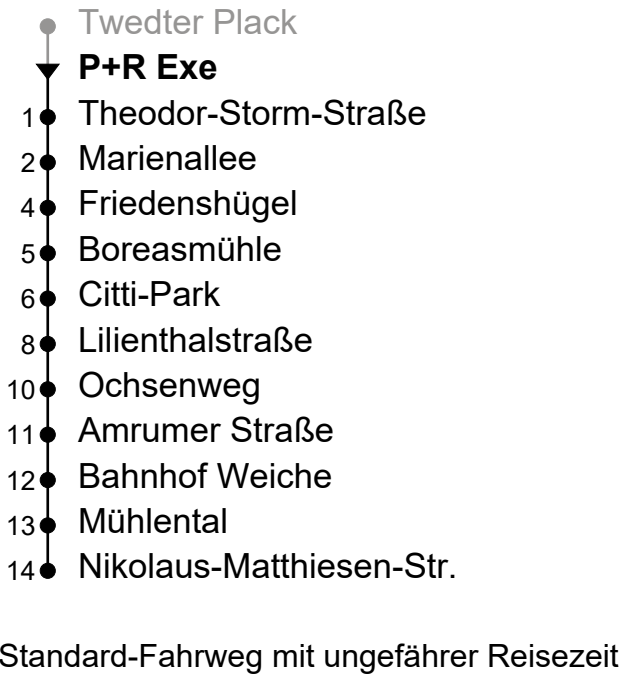 Twedter Plack
P+R Exe
1 Theodor-Storm-Straße
2 Marienallee
4 Friedenshügel
5 Boreasmühle
6 Citti-Park
8 Lilienthalstraße
10 Ochsenweg
11 Amrumer Straße
12 Bahnhof Weiche
13 Mühlental
14 Nikolaus-Matthiesen-Str.
Standard-Fahrweg mit ungefährer Reisezeit